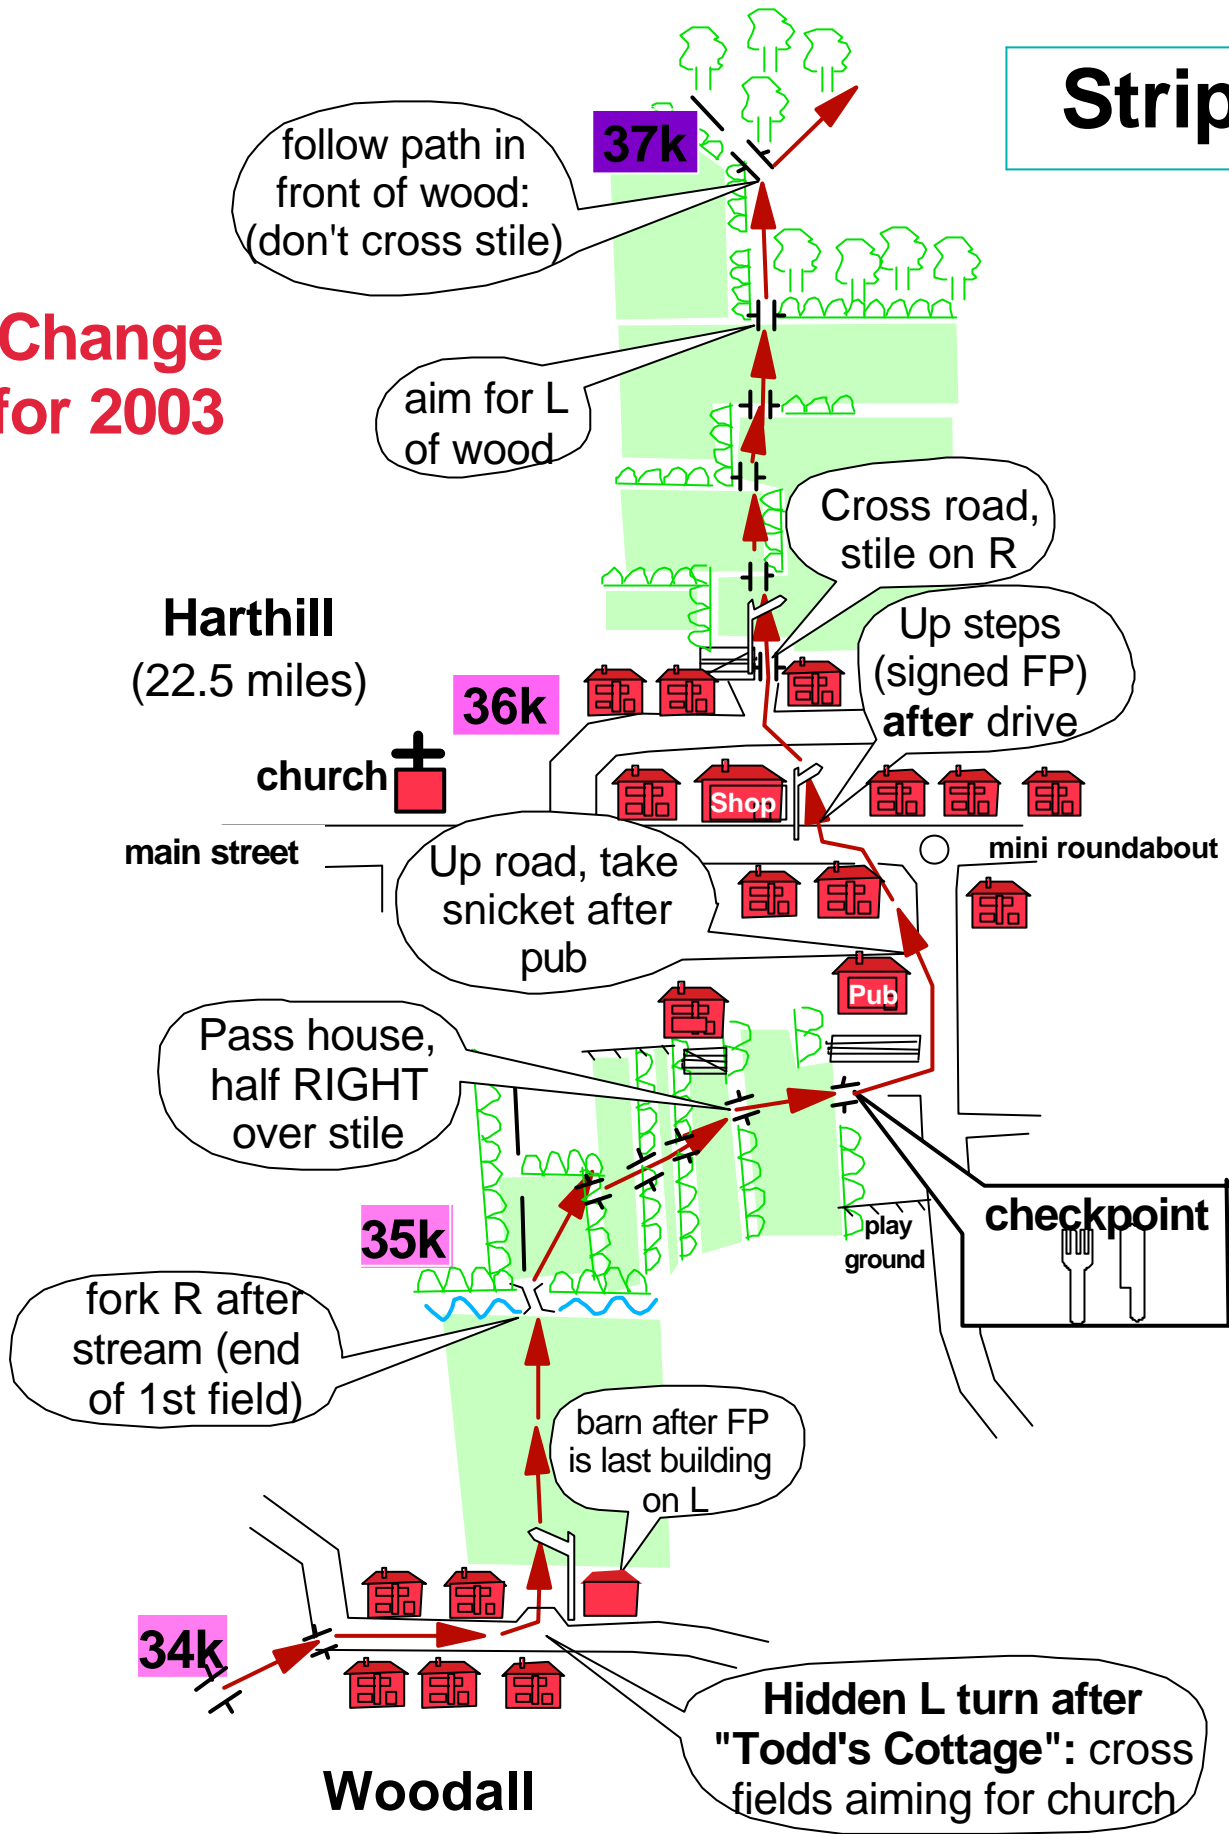 Strip
37k
follow path in
front of wood:
(don't cross stile)
Change
for 2003
aim for L
of wood
Cross road,
stile on R
Harthill
(22.5 miles)
Up steps
(signed FP)
after drive
36k
church
Shop
main street
mini roundabout
Up road, take
snicket after
pub
Pub
Pass house,
half RIGHT
over stile
checkpoint
play
ground
35k
fork R after
stream (end
of 1st field)
barn after FP
is last building
on L
34k
Hidden L turn after
"Todd's Cottage": cross
fields aiming for church
Woodall